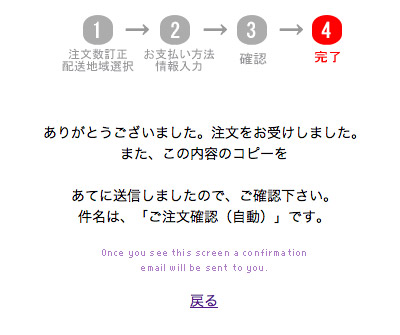 1 → 2 → 3 → 4
注文数訂正 お支払い方法 確認 完了
配送地域選択 情報入力
ありがとうございました。注文をお受けしました。
また、この内容のコピーを
あてに送信しましたので、ご確認下さい。
件名は、「ご注文確認（自動）」です。
Once you see this screen a confirmation
email will be sent to you.
戻る